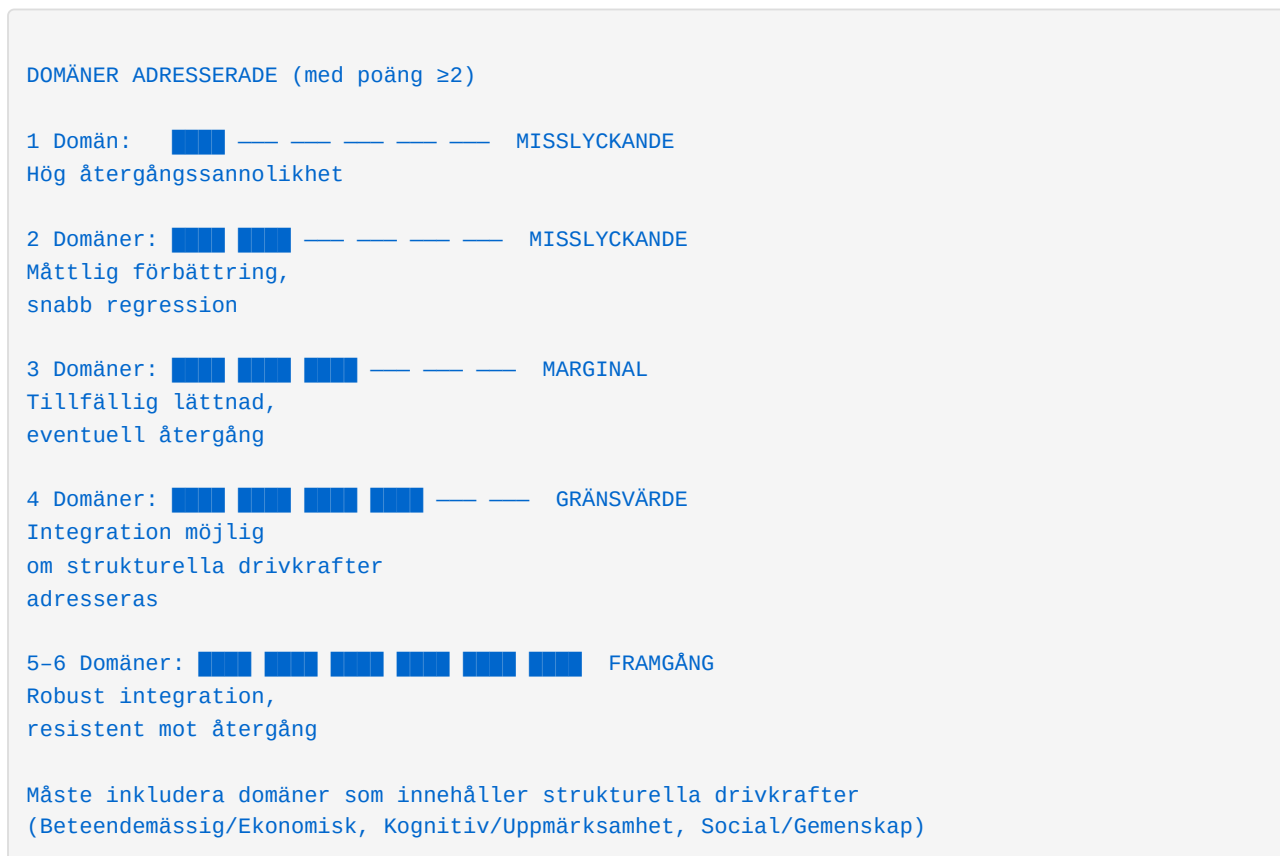 DOMÄNER ADRESSERADE (med poäng ≥2)
1 Domän: ████ ─── ─── ─── ─── ─── MISSLYCKANDE
Hög återgångssannolikhet
2 Domäner: ████ ████ ─── ─── ─── ─── MISSLYCKANDE
Måttlig förbättring,
snabb regression
3 Domäner: ████ ████ ████ ─── ─── ─── MARGINAL
Tillfällig lättnad,
eventuell återgång
4 Domäner: ████ ████ ████ ████ ─── ─── GRÄNSVÄRDE
Integration möjlig
om strukturella drivkrafter
adresseras
5–6 Domäner: ████ ████ ████ ████ ████ ████ FRAMGÅNG
Robust integration,
resistent mot återgång
Måste inkludera domäner som innehåller strukturella drivkrafter
(Beteendemässig/Ekonomisk, Kognitiv/Uppmärksamhet, Social/Gemenskap)